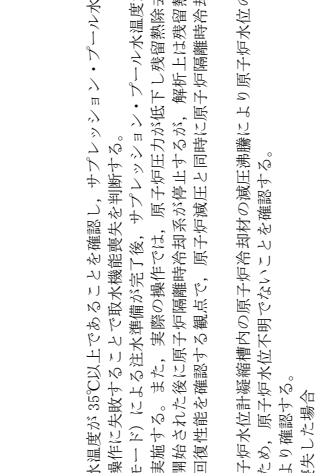 水温度が 35℃以上であることを確認し，サプレッション・プール水
操作に失敗することで取水機能喪失を判断する。
モード）による注水準備が完了後，サプレッション・プール水温度
実施する。また，実際の操作では，原子炉圧力が低下し残留熱除去
開始された後に原子炉隔離時冷却系が停止するが，解析上は残留熱
回復性能を確認する観点で，原子炉減圧と同時に原子炉隔離時冷却
子炉水位計凝縮槽内の原子炉冷却材の減圧沸騰により原子炉水位の
ため，原子炉水位不明でないことを確認する。
より確認する。
喪失した場合